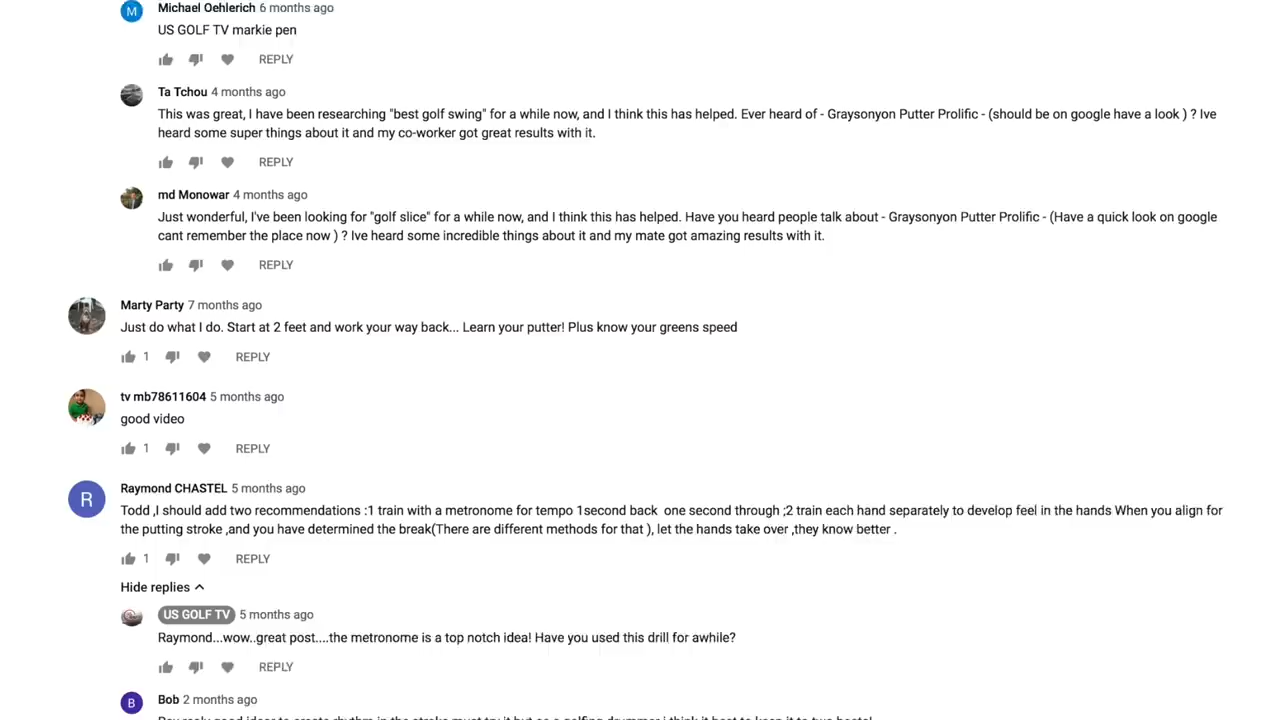 M Michael Oehlerich 6 months ago
US GOLF TV markie pen
REPLY
Ta Tchou 4 months ago
This was great, I have been researching "best golf swing" for a while now, and I think this has helped. Ever heard of - Graysonyon Putter Prolific - (should be on google have a look ) ? Ive
heard some super things about it and my co-worker got great results with it.
REPLY
md Monowar 4 months ago
Just wonderful, I've been looking for "golf slice" for a while now, and I think this has helped. Have you heard people talk about - Graysonyon Putter Prolific - (Have a quick look on google
cant remember the place now ) ? Ive heard some incredible things about it and my mate got amazing results with it.
REPLY
Marty Party 7 months ago
Just do what I do. Start at 2 feet and work your way back... Learn your putter! Plus know your greens speed
1 REPLY
tv mb78611604 5 months ago
good video
1 REPLY
R Raymond CHASTEL 5 months ago
Todd ,I should add two recommendations :1 train with a metronome for tempo 1second back one second through ;2 train each hand separately to develop feel in the hands When you align for
the putting stroke ,and you have determined the break(There are different methods for that ), let the hands take over ,they know better .
1 REPLY
Hide replies
US GOLF TV 5 months ago
Raymond...wow..great post....the metronome is a top notch idea! Have you used this drill for awhile?
REPLY
B Bob 2 months ago